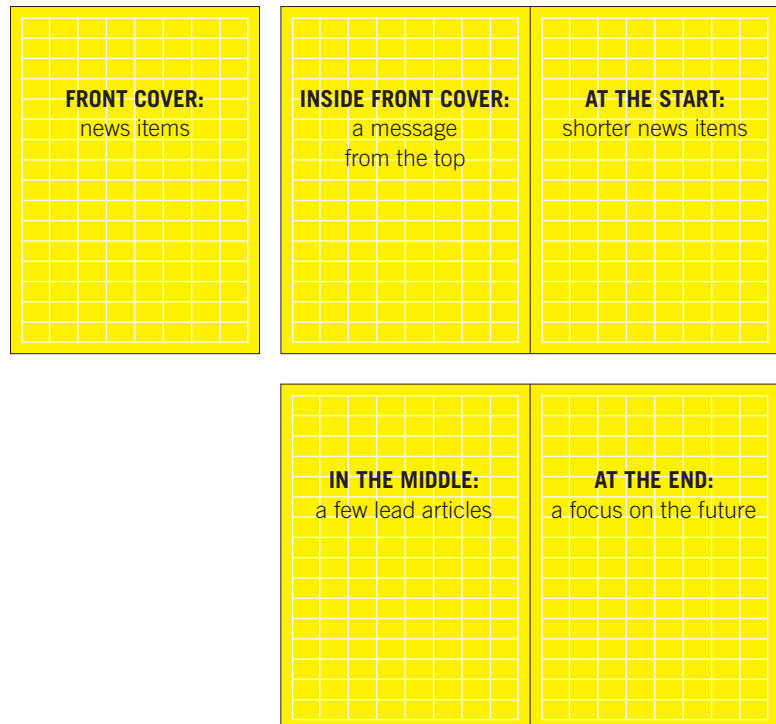 FRONT COVER:
news items
INSIDE FRONT COVER:
a message
from the top
AT THE START:
shorter news items
IN THE MIDDLE:
a few lead articles
AT THE END:
a focus on the future